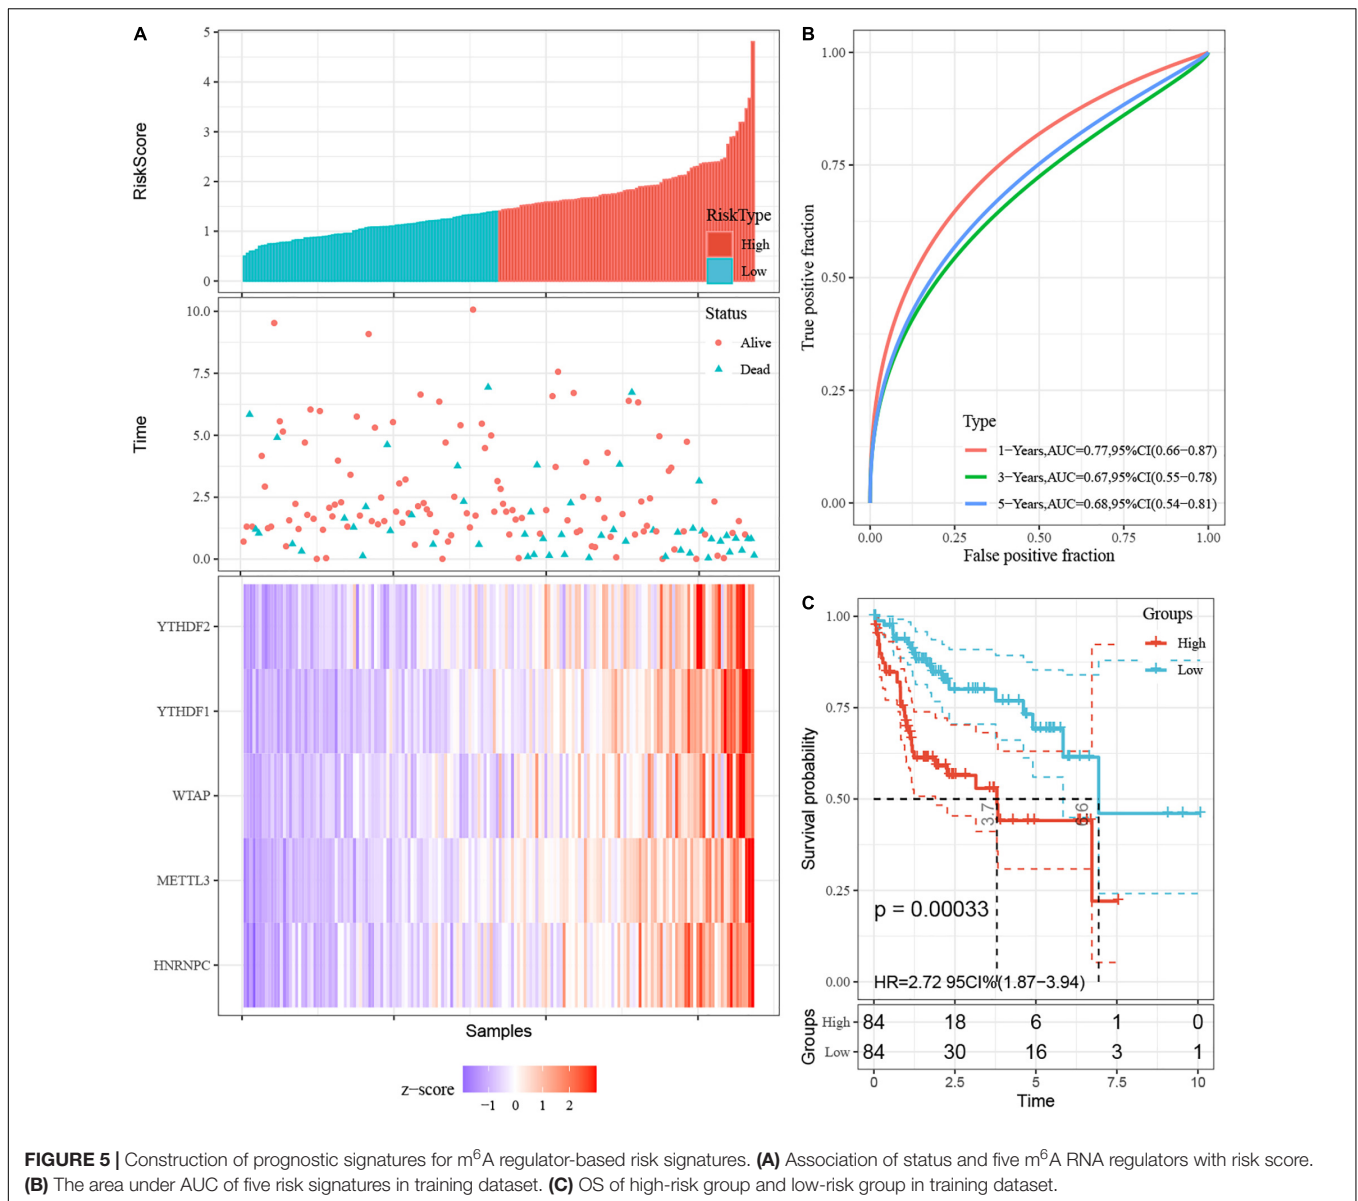 A
5
4
3
2
1
0
RiskScore
RiskType
High
Low
10.0
7.5
5.0
2.5
0.0
Time
Status
Alive
Dead
YTHDF2
YTHDF1
WTAP
METTL3
HNRNPC
Samples
z−score
−1 0 1 2
B
1.00
0.75
0.50
0.25
0.00
True positive fraction
Type
1−Years,AUC=0.77,95%CI(0.66−0.87)
3−Years,AUC=0.67,95%CI(0.55−0.78)
5−Years,AUC=0.68,95%CI(0.54−0.81)
0.00 0.25 0.50 0.75 1.00
False positive fraction
C
1.00
0.75
0.50
0.25
0.00
Survival probability
Groups
High
Low
3.7
6.6
p = 0.00033
HR=2.72 95CI%(1.87−3.94)
Groups
High 84 18 6 1 0
Low 84 30 16 3 1
0 2.5 5 7.5 10
Time
FIGURE 5 | Construction of prognostic signatures for m6A regulator-based risk signatures. (A) Association of status and five m6A RNA regulators with risk score.
(B) The area under AUC of five risk signatures in training dataset. (C) OS of high-risk group and low-risk group in training dataset.